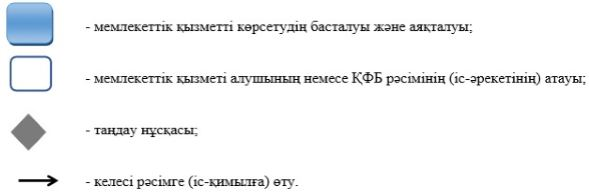 - мемлекеттік қызметті көрсетудің басталуы және аяқталуы;
- мемлекеттік қызметі алушының немесе ҚФБ рәсімінің (іс-әрекетінің) атауы;
- таңдау нұсқасы;
- келесі рәсімге (іс-қимылға) өту.